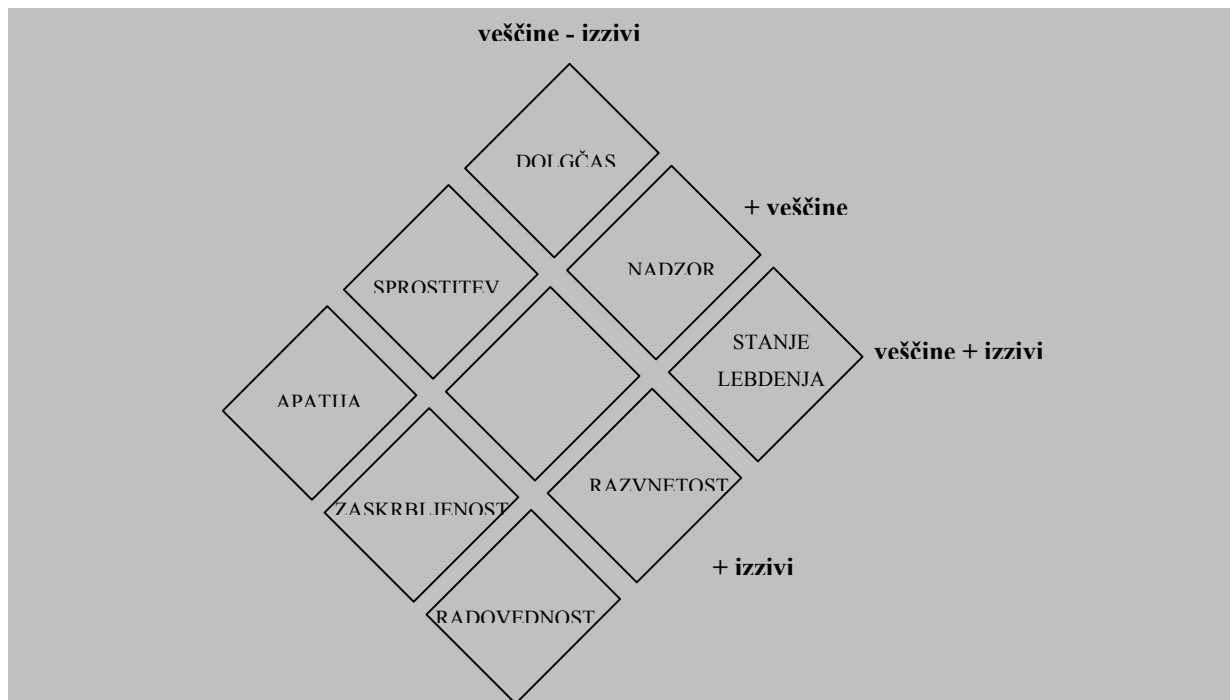 veščine - izzivi
DOLGČAS
+ veščine
NADZOR
SPROSTITEV
STANJE
LEBDENJA
veščine + izzivi
APATIJA
RAZVNETOST
ZASKRBLJENOST
+ izzivi
RADOVEDNOST